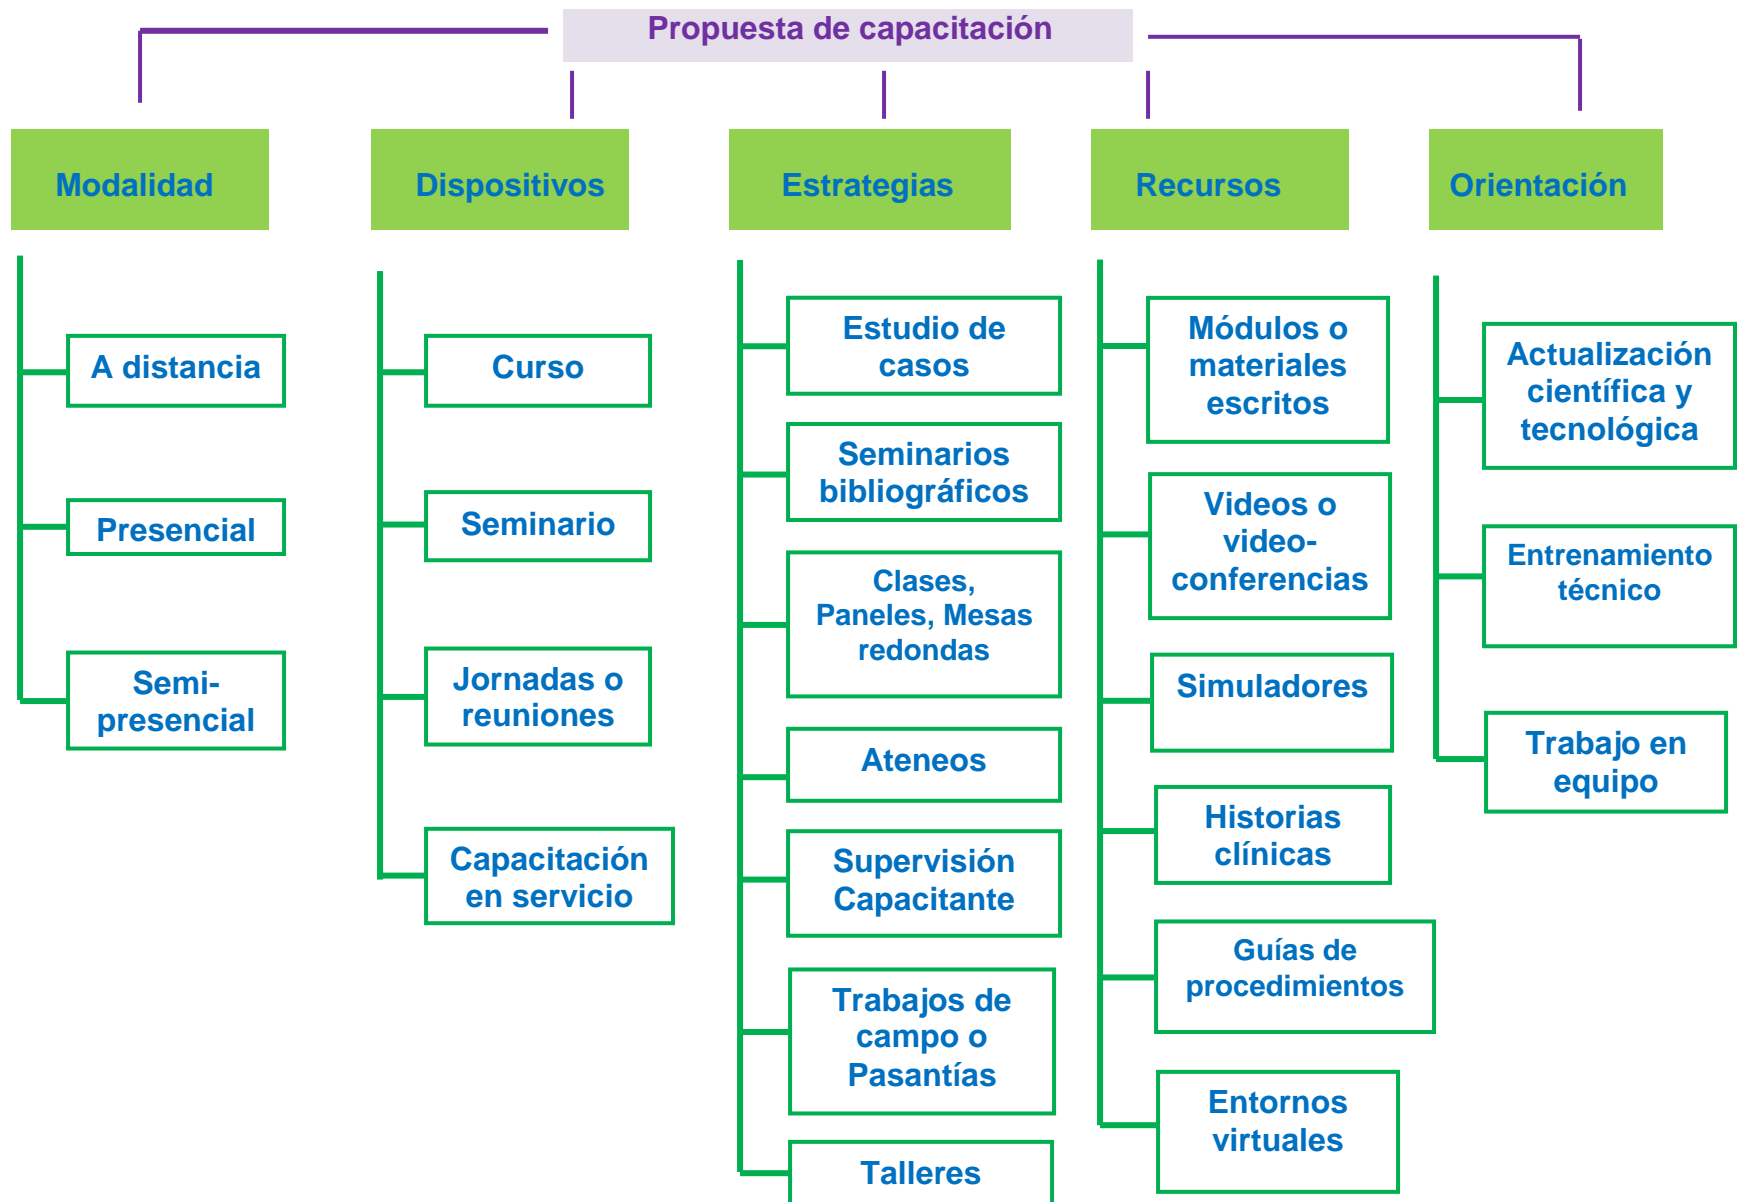 Propuesta de capacitación
Modalidad
Dispositivos
Estrategias
Recursos
Orientación
A distancia
Presencial
Semi-
presencial
Curso
Seminario
Jornadas o
reuniones
Capacitación
en servicio
Estudio de
casos
Seminarios
bibliográficos
Clases,
Paneles, Mesas
redondas
Ateneos
Supervisión
Capacitante
Trabajos de
campo o
Pasantías
Talleres
Módulos o
materiales
escritos
Videos o
video-
conferencias
Simuladores
Historias
clínicas
Guías de
procedimientos
Entornos
virtuales
Actualización
científica y
tecnológica
Entrenamiento
técnico
Trabajo en
equipo